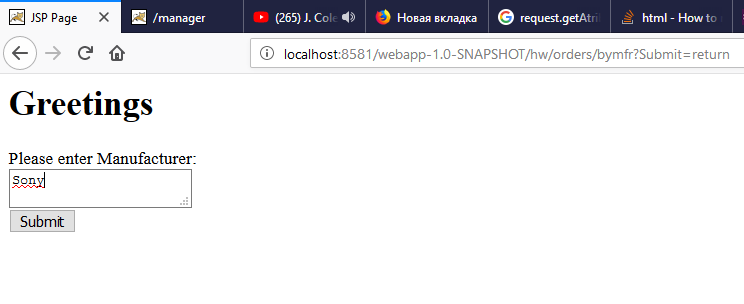 JSP Page
/manager
(265) J. Cole
Новая вкладка
request.getAtri
html - How to
localhost:8581/webapp-1.0-SNAPSHOT/hw/orders/bymfr?Submit=return
Greetings
Please enter Manufacturer:
Sony
Submit